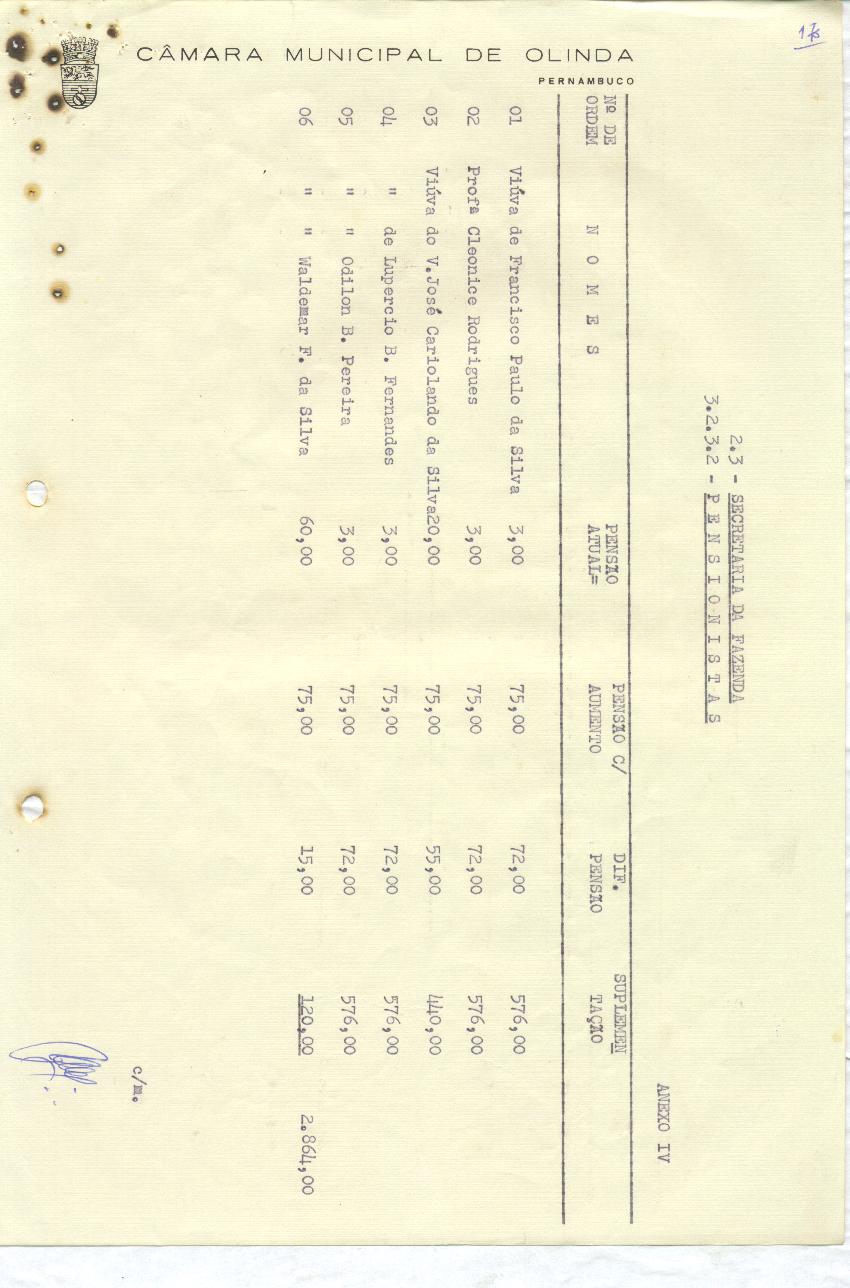 175
CÂMARA MUNICIPAL DE OLINDA
PERNAMBUCO
ANEXO IV
2.3 - SECRETARIA DA FAZENDA
3.2.3.2 - P E N S I O N I S T A S
Nº DE ORDEM N O M E S PENSÃO ATUAL= PENSÃO C/ AUMENTO DIF. PENSÃO SUPLEMEN TAÇÃO
01 Viúva de Francisco Paulo da Silva 3,00 75,00 72,00 576,00
02 Profª Cleonice Rodrigues 3,00 75,00 72,00 576,00
03 Viúva do V.José Cariolando da Silva20,00 75,00 55,00 440,00
04 " de Lupercio B. Fernandes 3,00 75,00 72,00 576,00
05 " " Odilon B. Pereira 3,00 75,00 72,00 576,00
06 " " Waldemar F. da Silva 60,00 75,00 15,00 120,00 2.864,00
c/m.